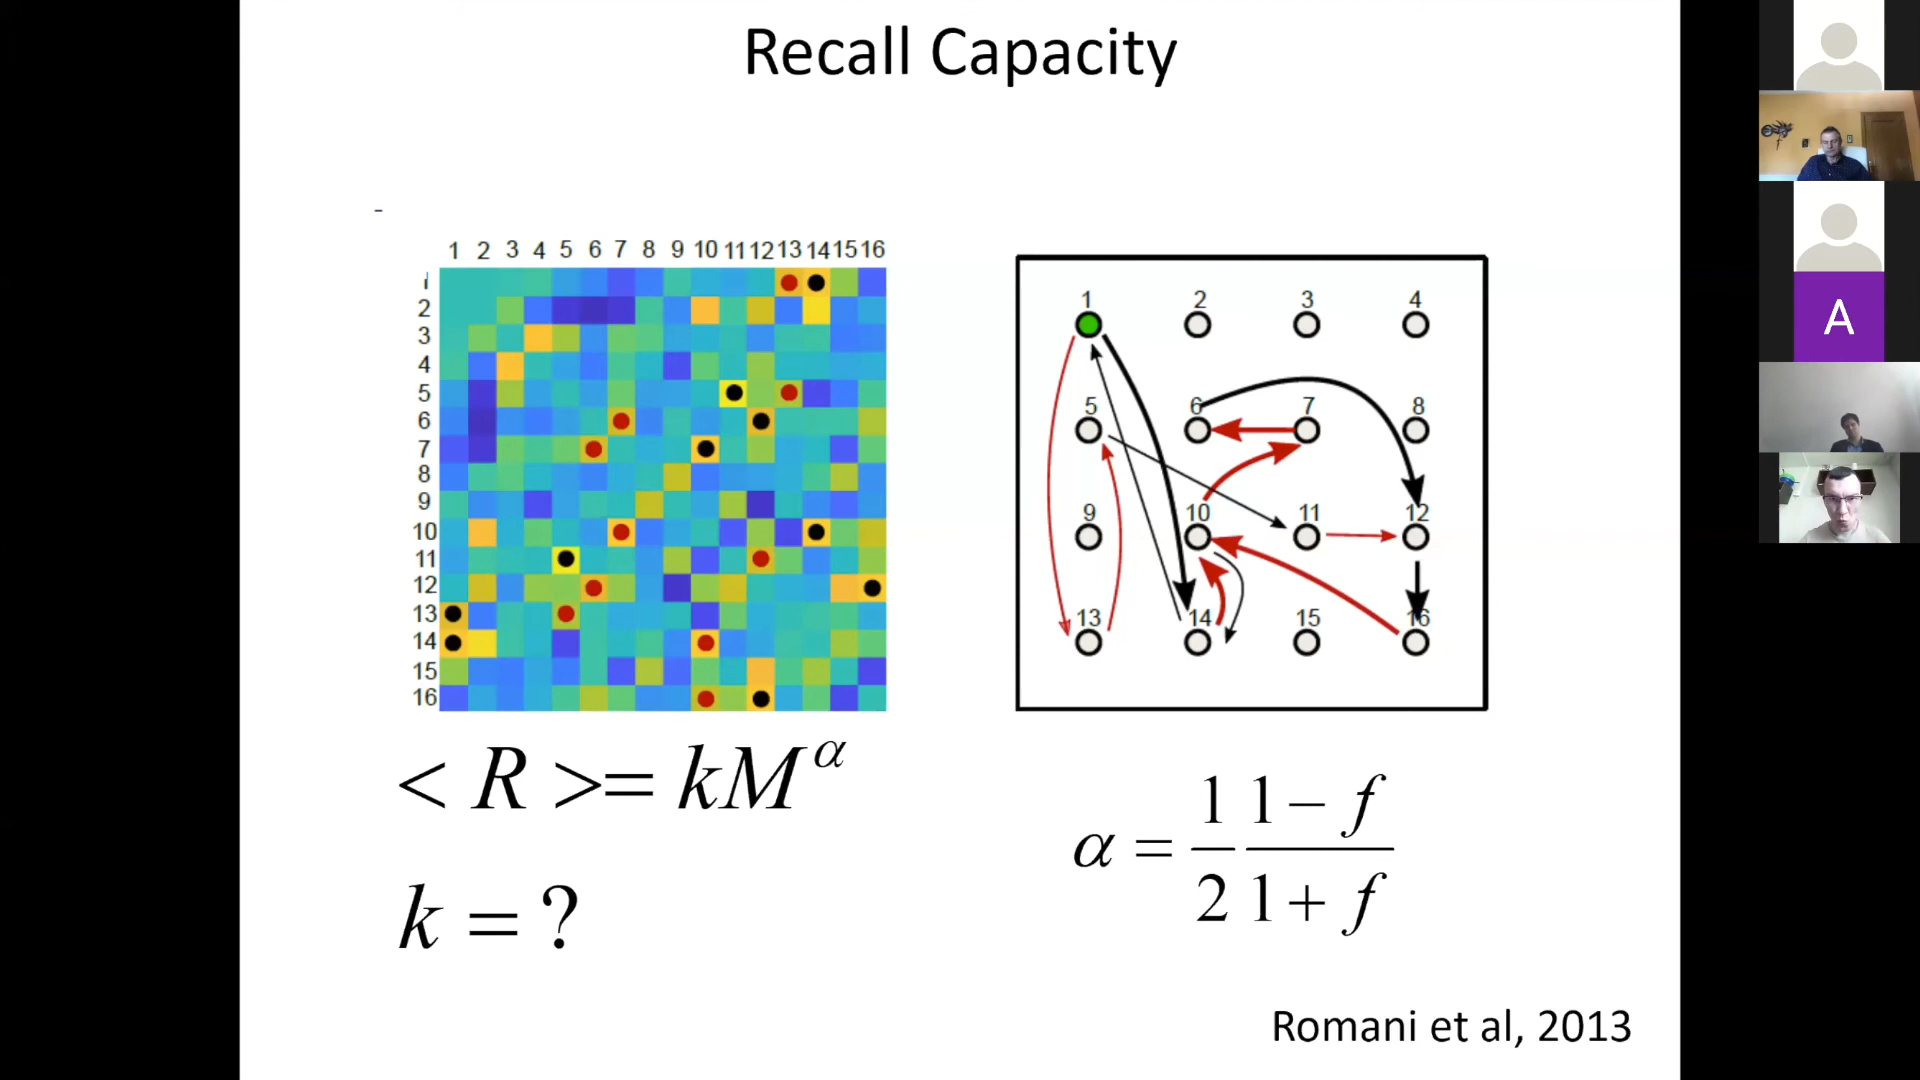 Recall Capacity
-
1 2 3 4 5 6 7 8 9 10 11 12 13 14 15 16
1
2
3
4
5
6
7
8
9
10
11
12
13
14
15
16
1 2 3 4
5 6 7 8
9 10 11 12
13 14 15 16
A
< R >= kM^α
α = 1/2 1 − f / 1 + f
k = ?
Romani et al, 2013